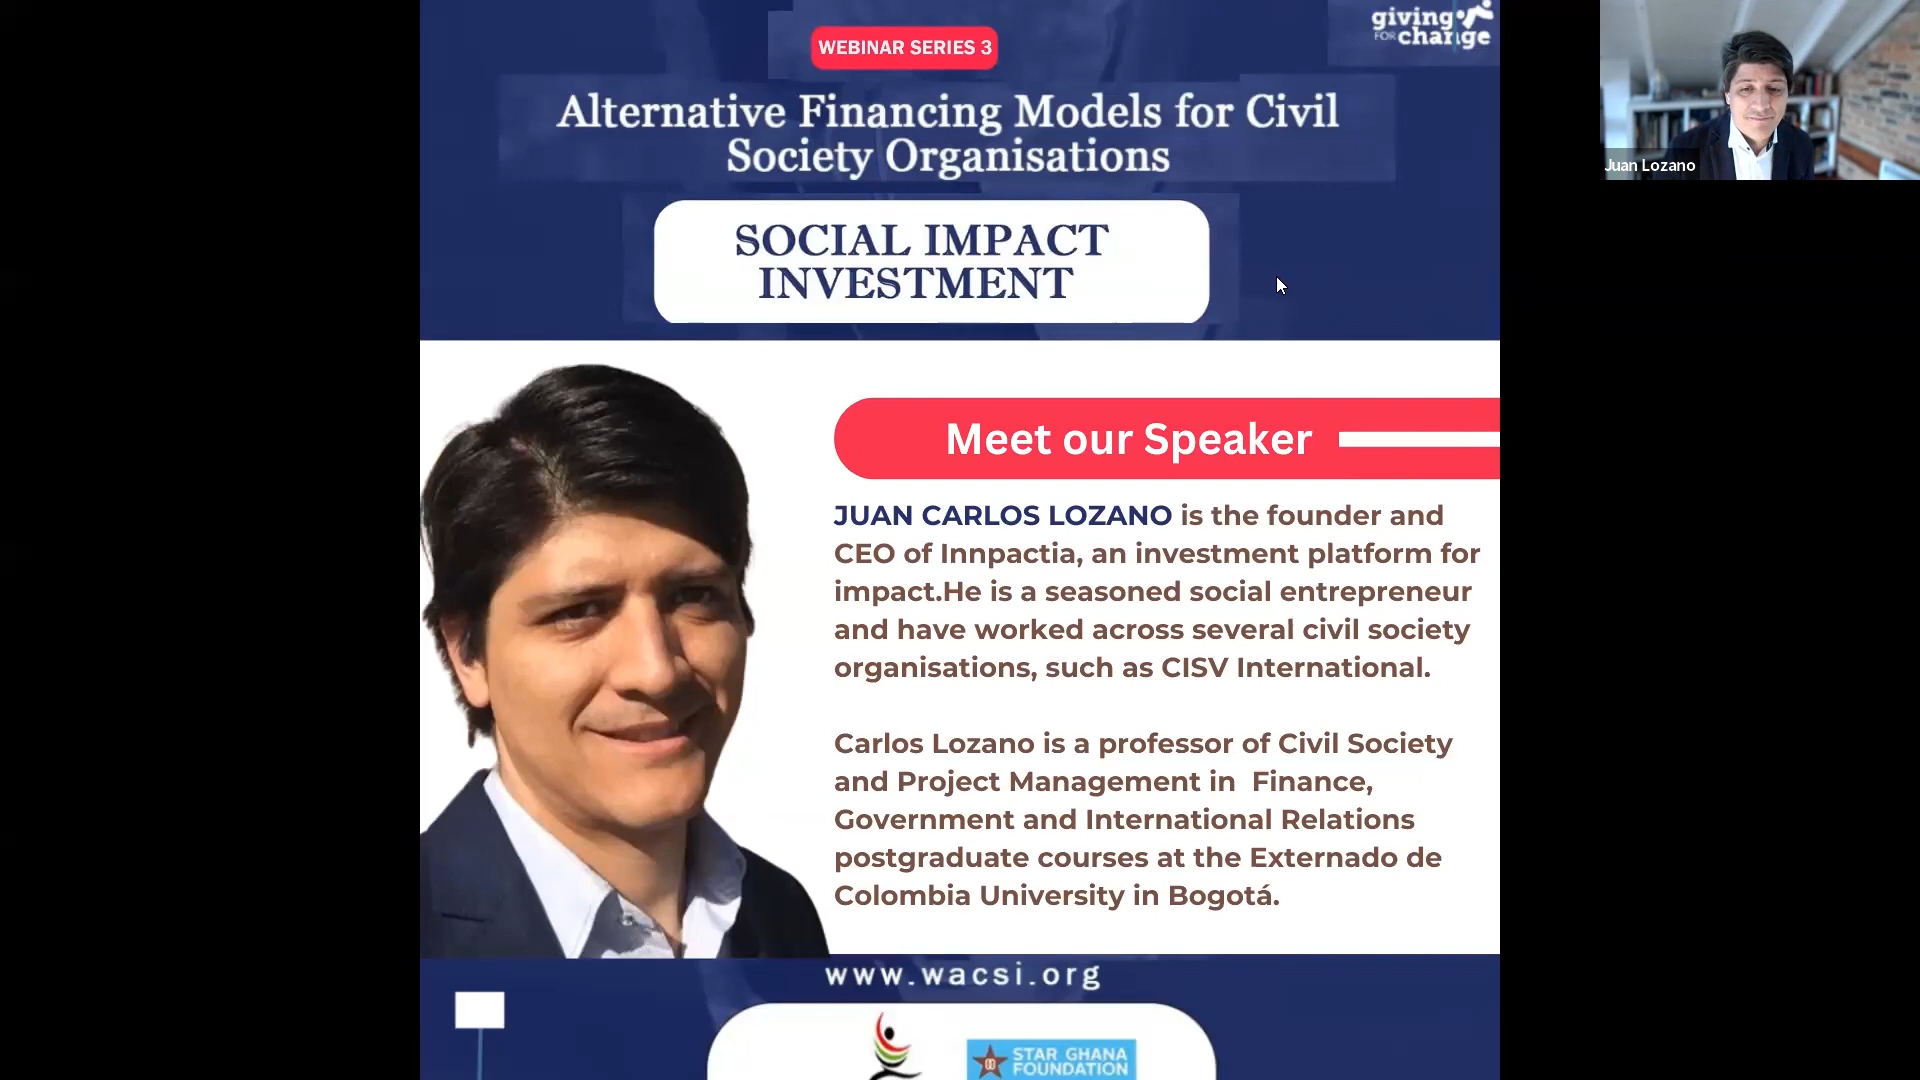 WEBINAR SERIES 3
giving
FOR change
Alternative Financing Models for Civil
Society Organisations
SOCIAL IMPACT
INVESTMENT
Juan Lozano
Meet our Speaker
JUAN CARLOS LOZANO is the founder and
CEO of Innpactia, an investment platform for
impact.He is a seasoned social entrepreneur
and have worked across several civil society
organisations, such as CISV International.
Carlos Lozano is a professor of Civil Society
and Project Management in Finance,
Government and International Relations
postgraduate courses at the Externado de
Colombia University in Bogotá.
www.wacsi.org
STAR GHANA
FOUNDATION